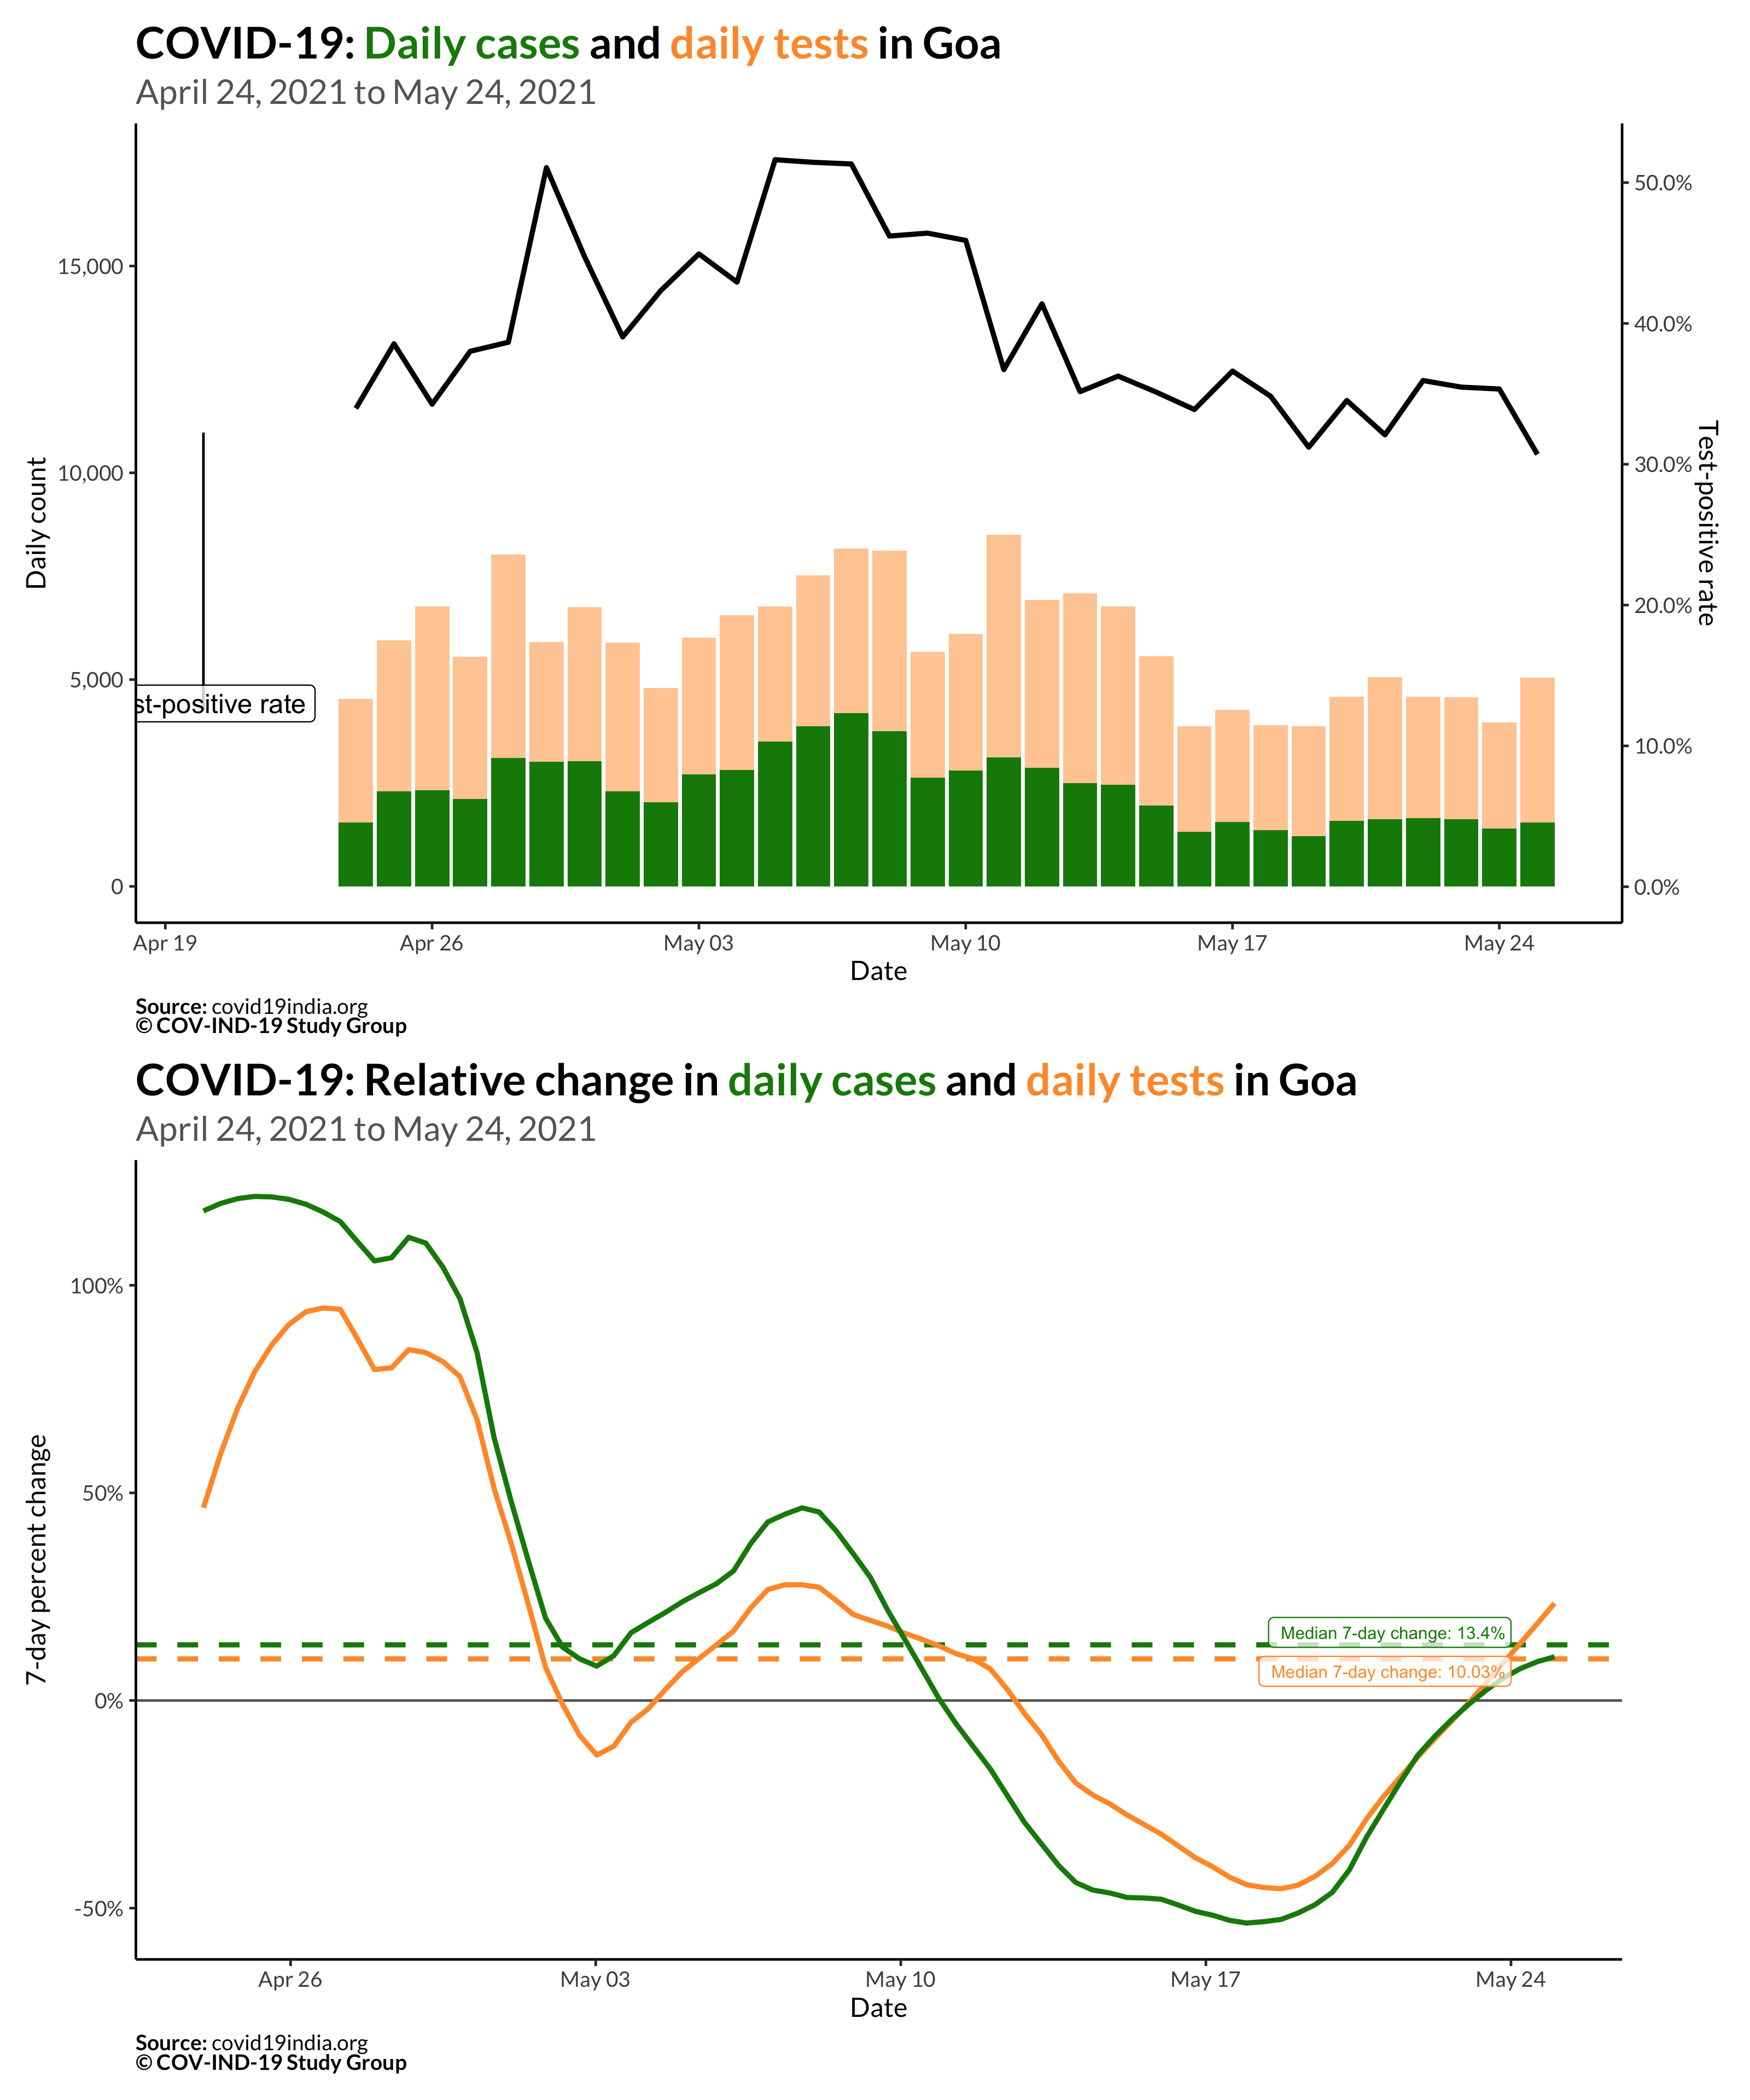 COVID-19: Daily cases and daily tests in Goa
April 24, 2021 to May 24, 2021
Daily count
15,000
10,000
5,000
0
st-positive rate
50.0%
40.0%
30.0%
20.0%
10.0%
0.0%
Test-positive rate
Apr 19
Apr 26
May 03
May 10
May 17
May 24
Date
Source: covid19india.org
© COV-IND-19 Study Group
COVID-19: Relative change in daily cases and daily tests in Goa
April 24, 2021 to May 24, 2021
7-day percent change
100%
50%
0%
-50%
Median 7-day change: 13.4%
Median 7-day change: 10.03%
Apr 26
May 03
May 10
May 17
May 24
Date
Source: covid19india.org
© COV-IND-19 Study Group